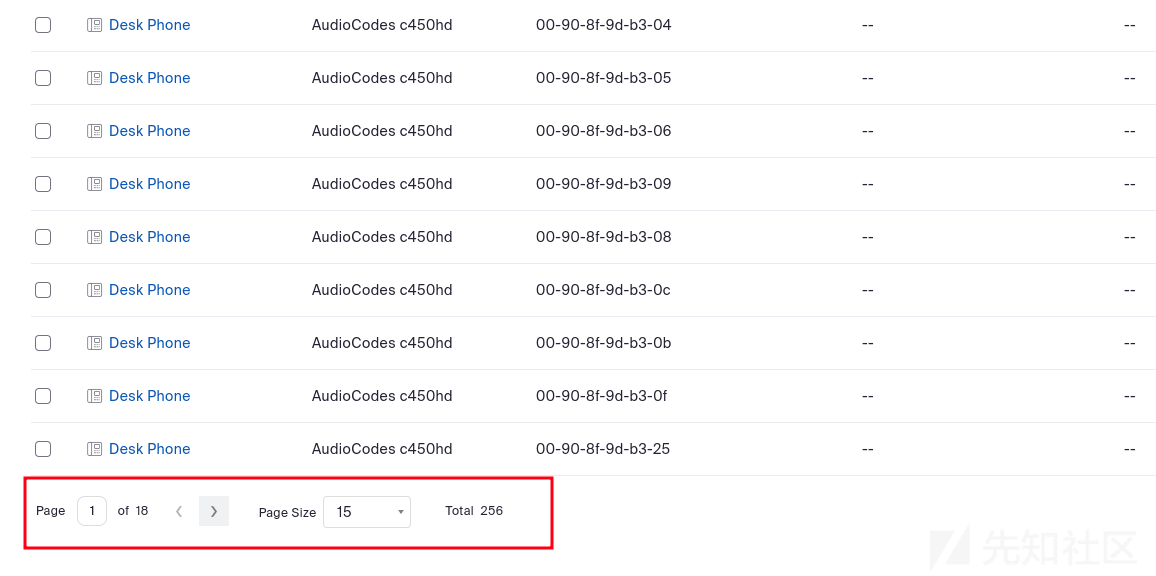 Desk Phone AudioCodes c450hd 00-90-8f-9d-b3-04 -- --
Desk Phone AudioCodes c450hd 00-90-8f-9d-b3-05 -- --
Desk Phone AudioCodes c450hd 00-90-8f-9d-b3-06 -- --
Desk Phone AudioCodes c450hd 00-90-8f-9d-b3-09 -- --
Desk Phone AudioCodes c450hd 00-90-8f-9d-b3-08 -- --
Desk Phone AudioCodes c450hd 00-90-8f-9d-b3-0c -- --
Desk Phone AudioCodes c450hd 00-90-8f-9d-b3-0b -- --
Desk Phone AudioCodes c450hd 00-90-8f-9d-b3-0f -- --
Desk Phone AudioCodes c450hd 00-90-8f-9d-b3-25 -- --
Page 1 of 18 Page Size 15 Total 256
先知社区